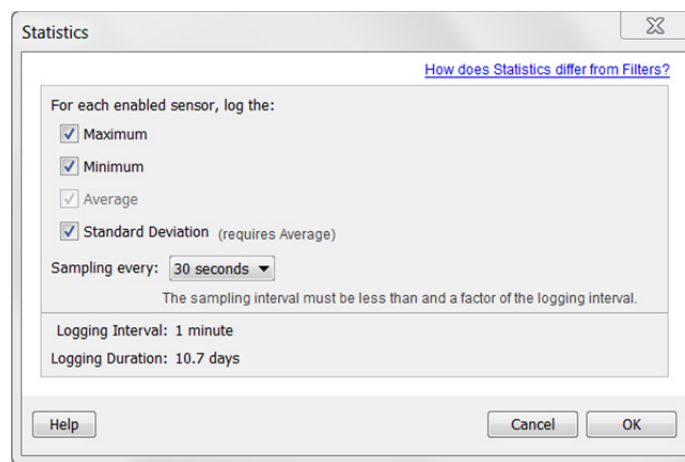 Statistics
How does Statistics differ from Filters?
For each enabled sensor, log the:
Maximum
Minimum
Average
Standard Deviation (requires Average)
Sampling every: 30 seconds
The sampling interval must be less than and a factor of the logging interval.
Logging Interval: 1 minute
Logging Duration: 10.7 days
Help Cancel OK